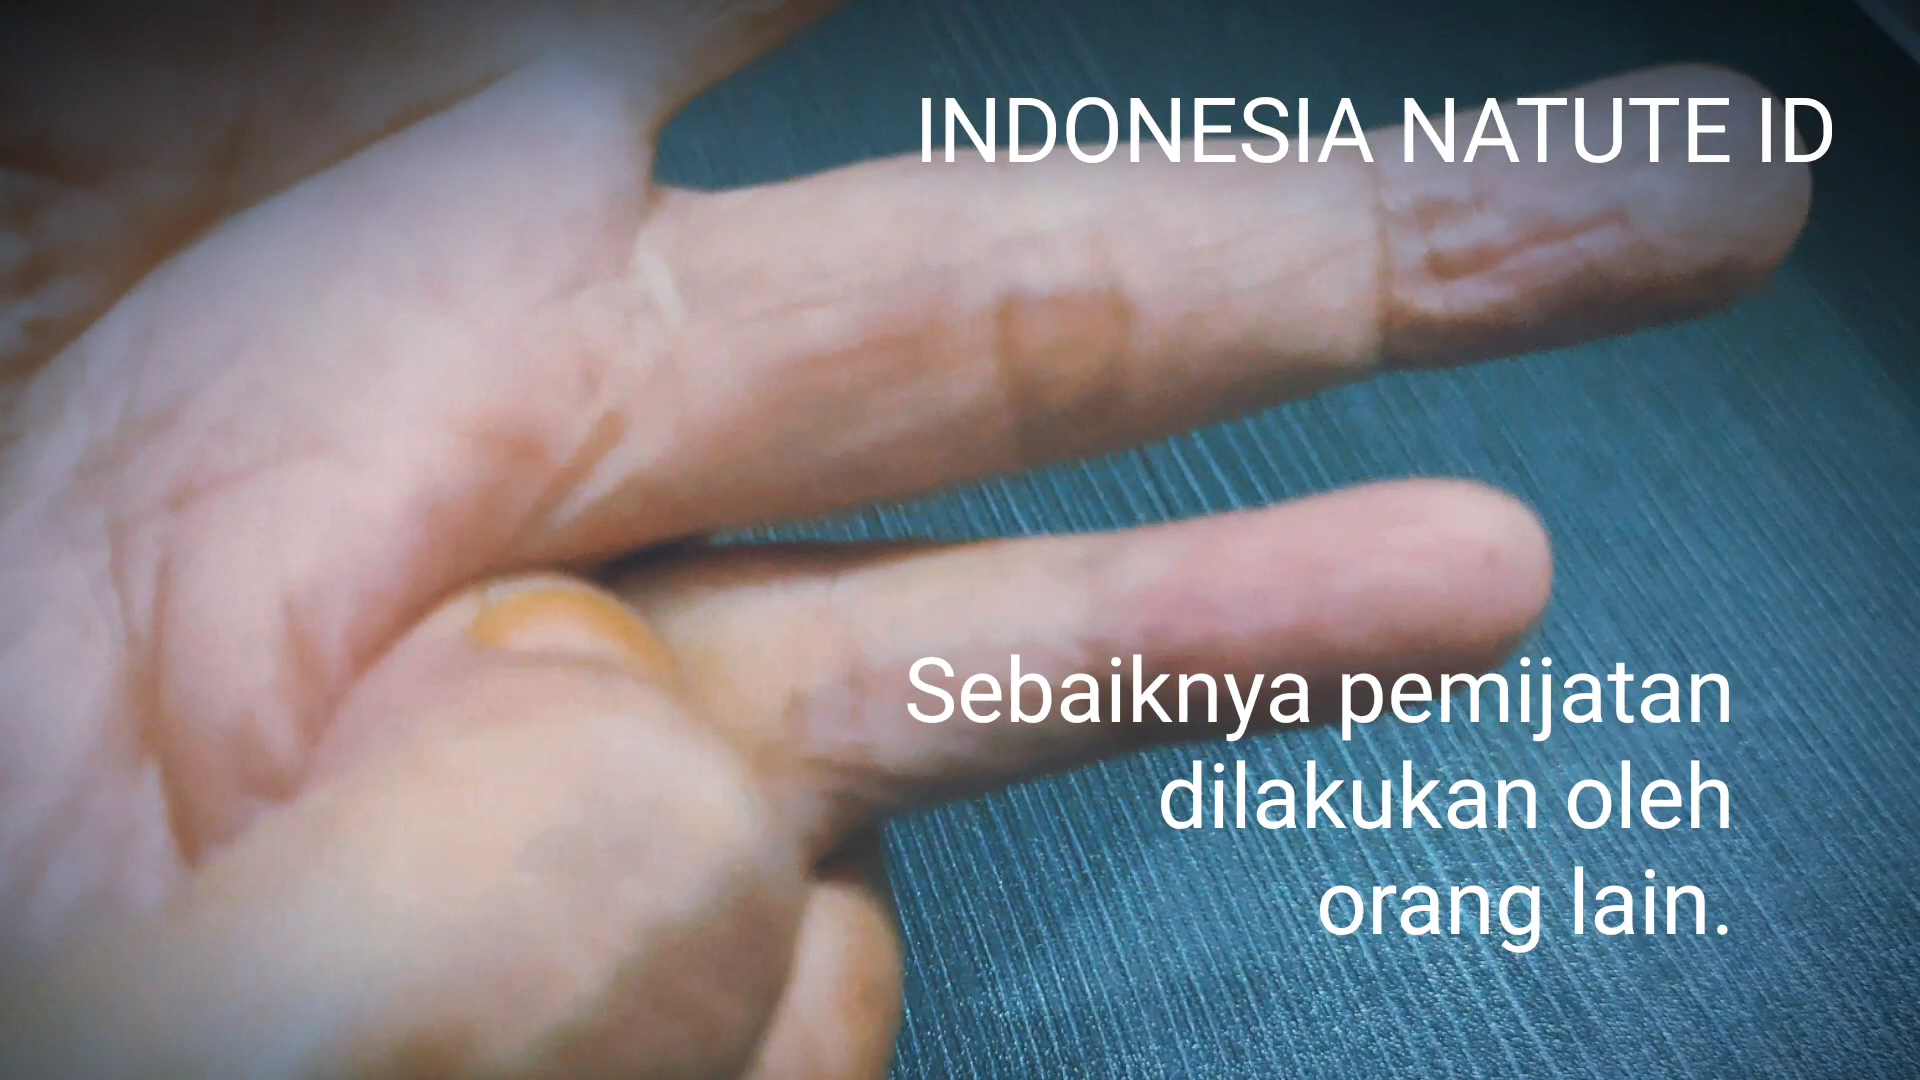 INDONESIA NATUTE ID
Sebaiknya pemijatan
dilakukan oleh
orang lain.